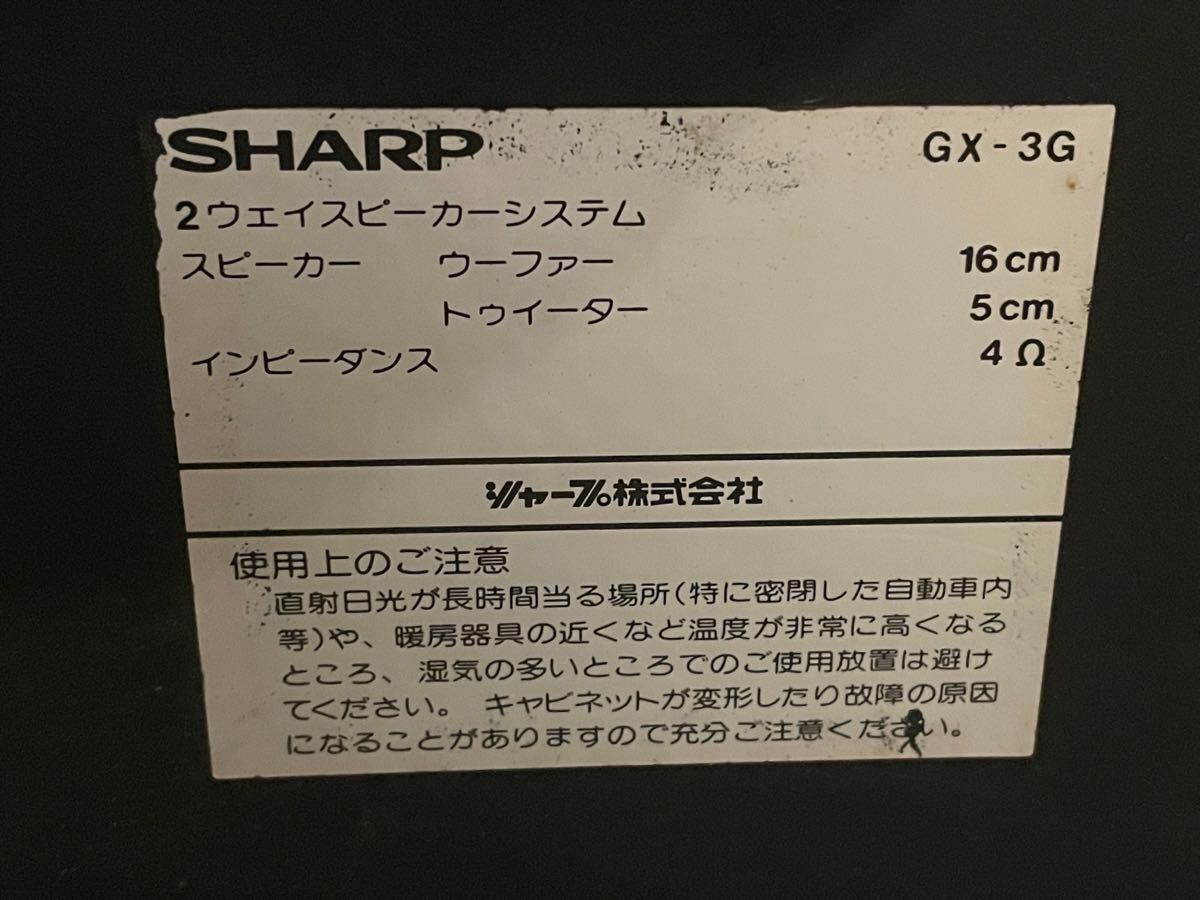 SHARP GX-3G
2ウェイスピーカーシステム
スピーカー ウーファー 16cm
トゥイーター 5cm
インピーダンス 4Ω
シャープ株式会社
使用上のご注意
直射日光が長時間当る場所(特に密閉した自動車内
等)や、暖房器具の近くなど温度が非常に高くなる
ところ、湿気の多いところでのご使用放置は避け
てください。 キャビネットが変形したり故障の原因
になることがありますので充分ご注意ください。